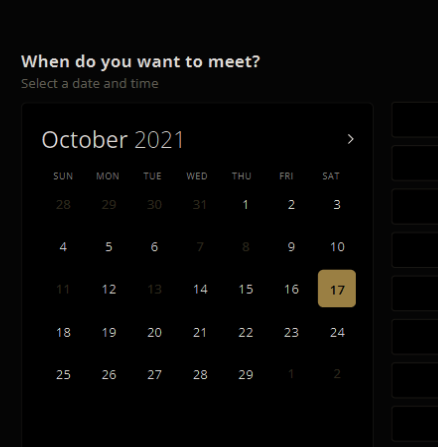 When do you want to meet?
Select a date and time
October 2021 >
SUN MON TUE WED THU FRI SAT
28 29 30 31 1 2 3
4 5 6 7 8 9 10
11 12 13 14 15 16 17
18 19 20 21 22 23 24
25 26 27 28 29 1 2